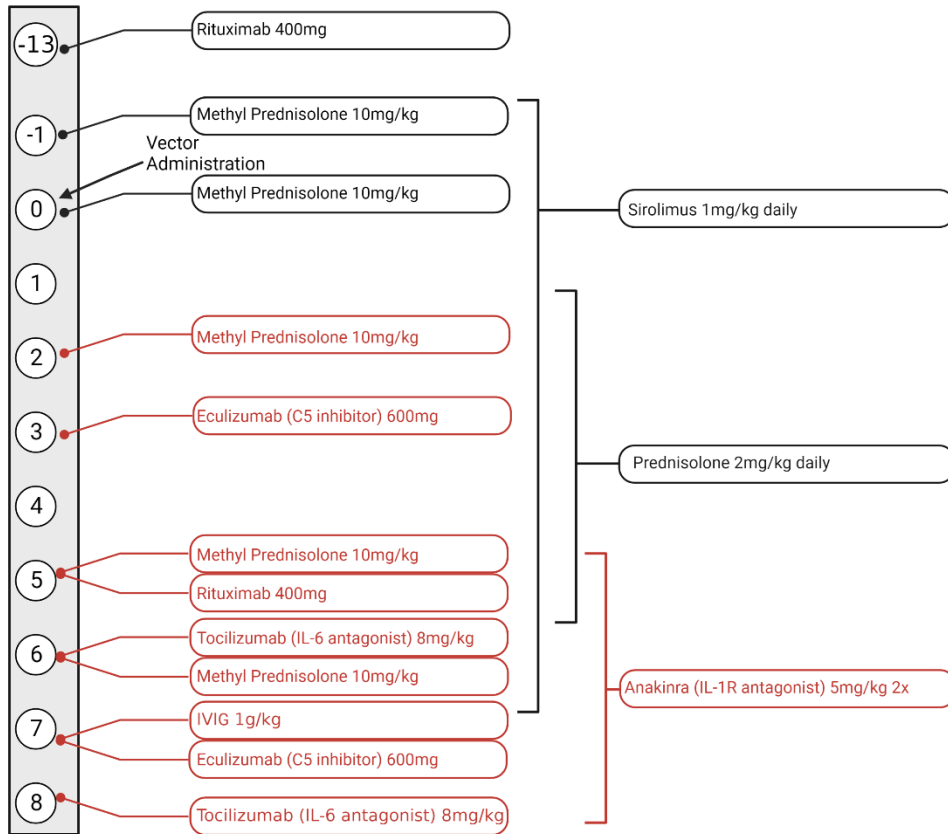 -13
Rituximab 400mg
-1
Methyl Prednisolone 10mg/kg
Vector
Administration
0
Methyl Prednisolone 10mg/kg
Sirolimus 1mg/kg daily
1
2
Methyl Prednisolone 10mg/kg
3
Eculizumab (C5 inhibitor) 600mg
Prednisolone 2mg/kg daily
4
5
Methyl Prednisolone 10mg/kg
Rituximab 400mg
6
Tocilizumab (IL-6 antagonist) 8mg/kg
Methyl Prednisolone 10mg/kg
Anakinra (IL-1R antagonist) 5mg/kg 2x
7
IVIG 1g/kg
Eculizumab (C5 inhibitor) 600mg
8
Tocilizumab (IL-6 antagonist) 8mg/kg